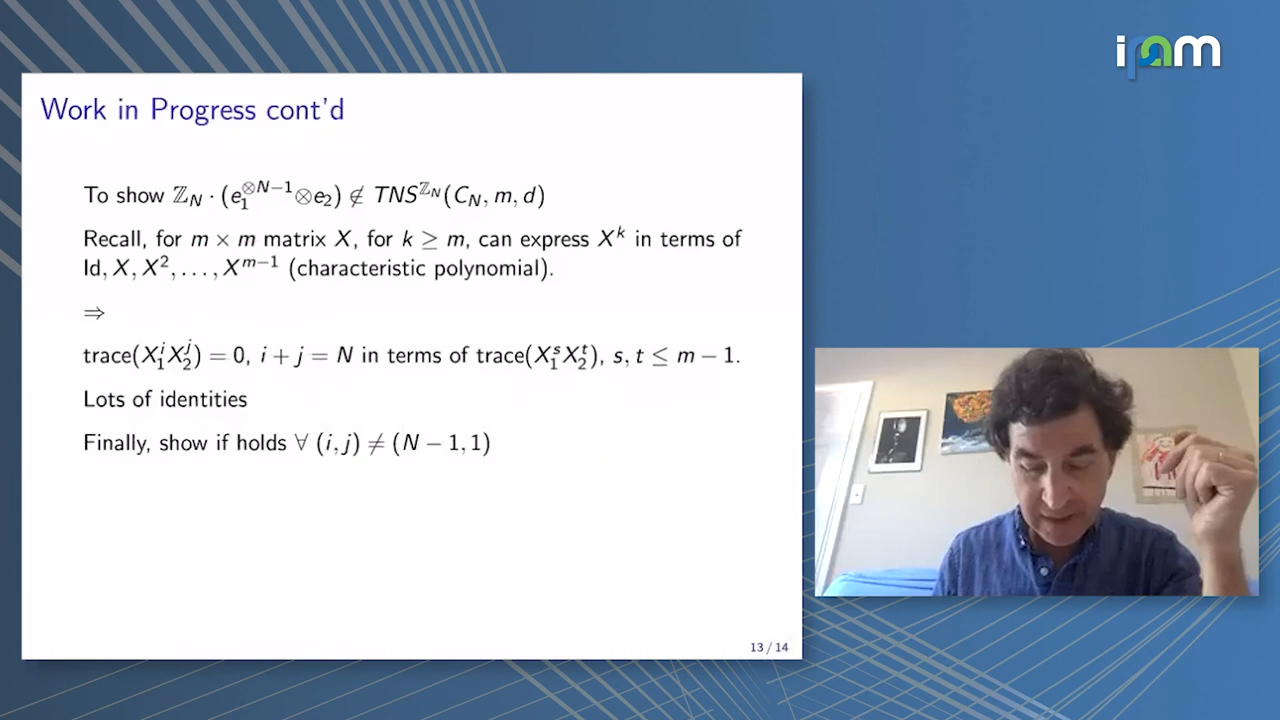 ipam
Work in Progress cont'd
To show ℤ_N · (e_1^{⊗N−1}⊗e_2) ∉ TNS^{ℤ_N}(C_N, m, d)
Recall, for m × m matrix X, for k ≥ m, can express X^k in terms of
Id, X, X^2, . . . , X^{m−1} (characteristic polynomial).
⇒
trace(X_1^i X_2^j) = 0, i + j = N in terms of trace(X_1^s X_2^t), s, t ≤ m − 1.
Lots of identities
Finally, show if holds ∀ (i, j) ≠ (N − 1, 1)
13 / 14